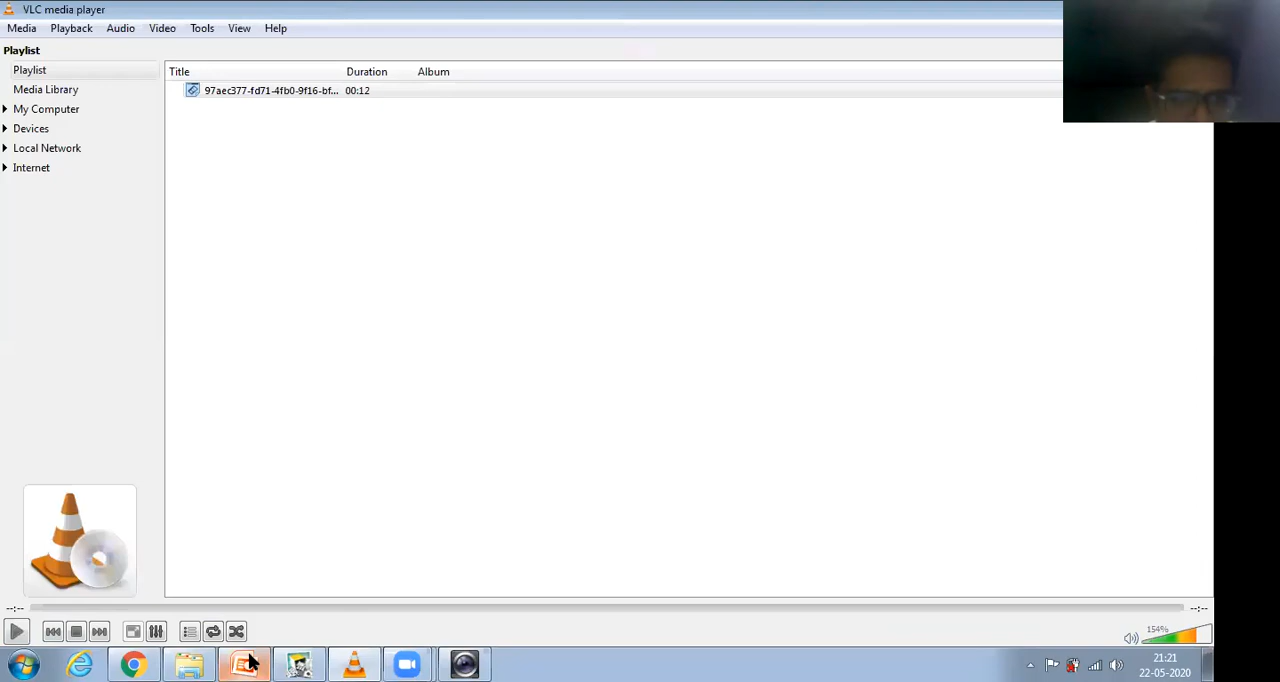 VLC media player
Media Playback Audio Video Tools View Help
Playlist
Title Duration Album
Playlist
97aec377-fd71-4fb0-9f16-bf... 00:12
Media Library
My Computer
Devices
Local Network
Internet
--:-- --:--
154%
21:21
22-05-2020